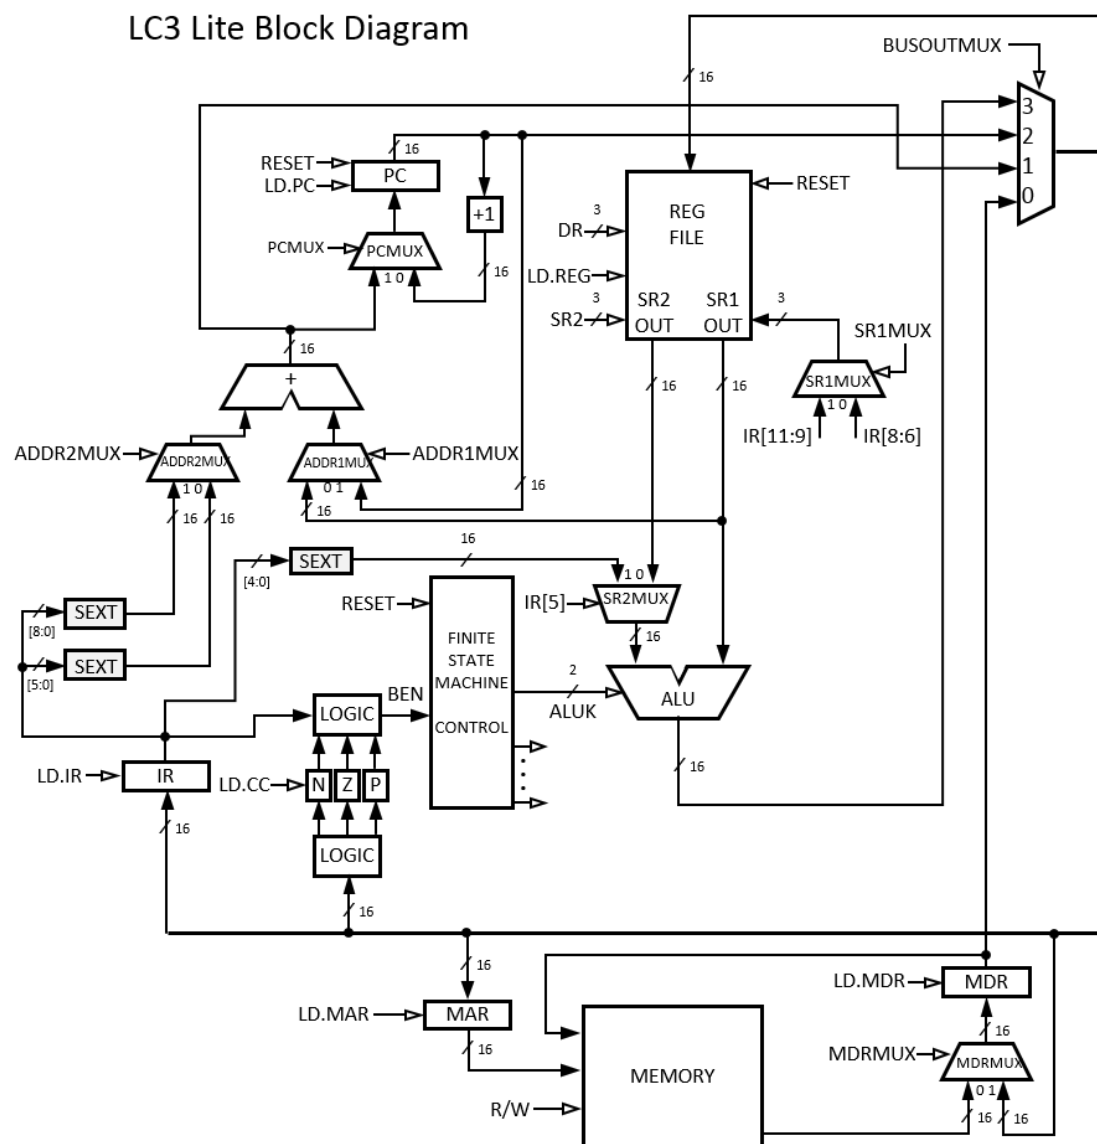 LC3 Lite Block Diagram
BUSOUTMUX
16
3
2
1
0
16
RESET
LD.PC
PC
+1
PCMUX
PCMUX
1 0
16
REG
FILE
RESET
3
DR
LD.REG
3
SR2
SR2
OUT
SR1
OUT
3
SR1MUX
SR1MUX
1 0
IR[11:9]
IR[8:6]
16
+
ADDR2MUX
ADDR2MUX
1 0
ADDR1MUX
ADDR1MUX
0 1
16
16
16
16
16
16
16
[4:0]
SEXT
1 0
SR2MUX
IR[5]
16
SEXT
[8:0]
SEXT
[5:0]
RESET
FINITE
STATE
MACHINE
CONTROL
2
ALUK
ALU
16
BEN
LOGIC
LD.CC
N
Z
P
LOGIC
16
LD.IR
IR
16
16
LD.MAR
MAR
16
R/W
MEMORY
LD.MDR
MDR
16
MDRMUX
MDRMUX
0 1
16
16